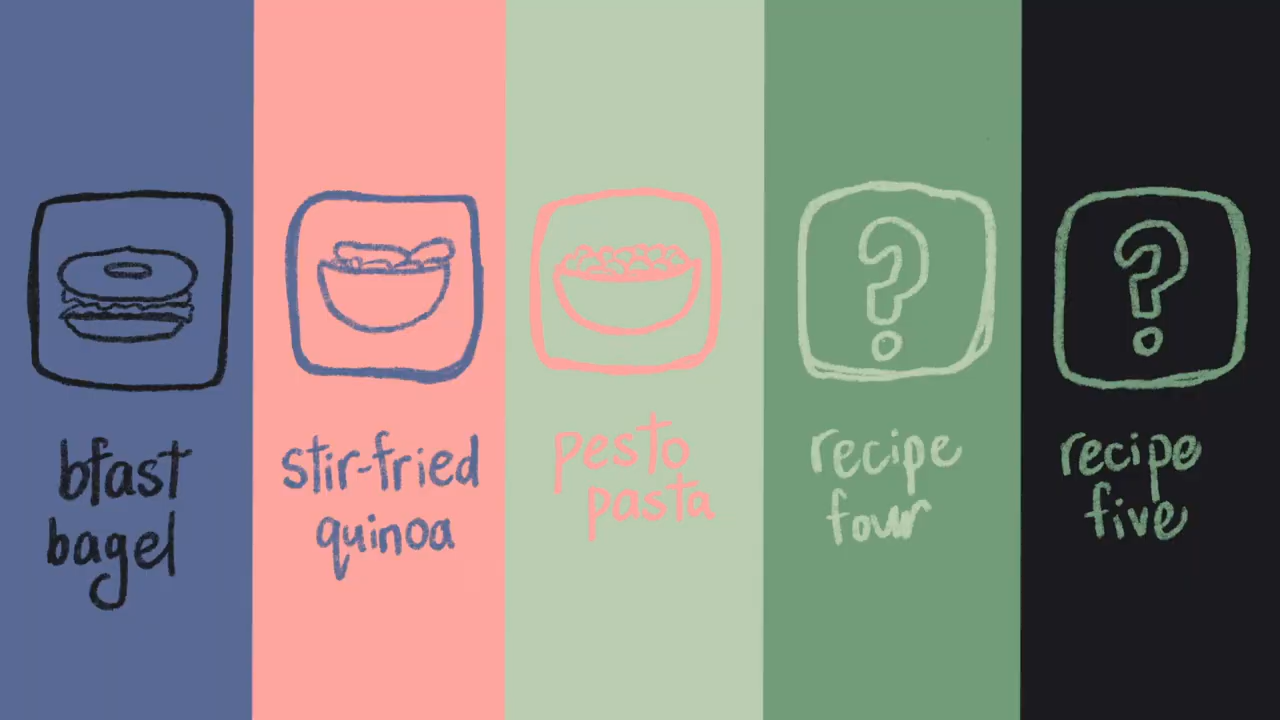 bfast
bagel
stir-fried
quinoa
pesto
pasta
?
recipe
four
?
recipe
five